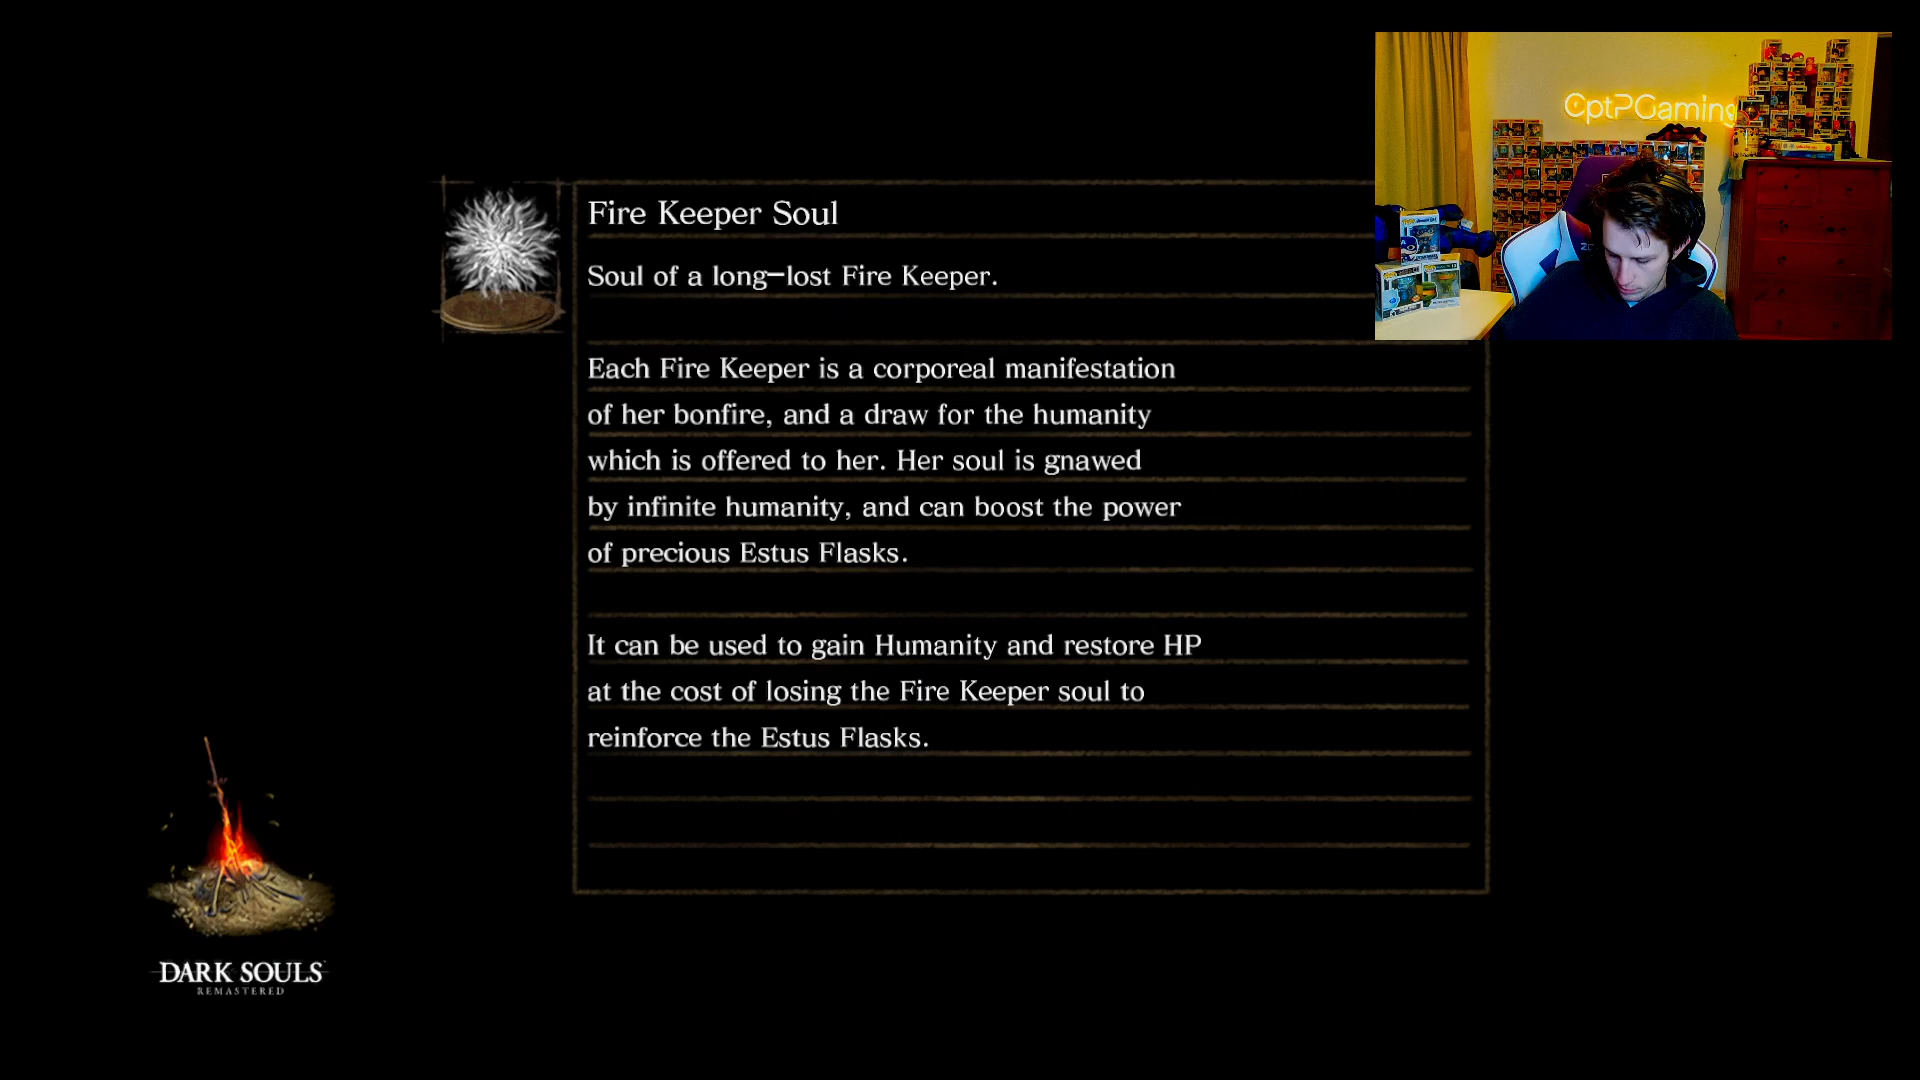 CptPGaming
Fire Keeper Soul
Soul of a long-lost Fire Keeper.
Each Fire Keeper is a corporeal manifestation
of her bonfire, and a draw for the humanity
which is offered to her. Her soul is gnawed
by infinite humanity, and can boost the power
of precious Estus Flasks.
It can be used to gain Humanity and restore HP
at the cost of losing the Fire Keeper soul to
reinforce the Estus Flasks.
DARK SOULS
REMASTERED